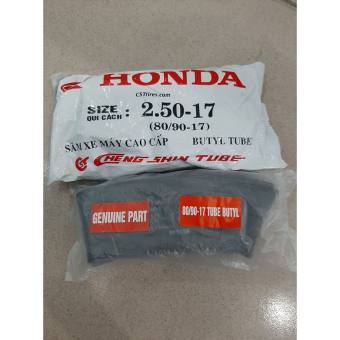 HONDA
CSTtires.com
SIZE : 2.50-17
QUI CÁCH
(80/90-17)
SĂM XE MÁY CAO CẤP BUTYL TUBE
CHENG SHIN TUBE
GENUINE PART
80/90-17 TUBE BUTYL